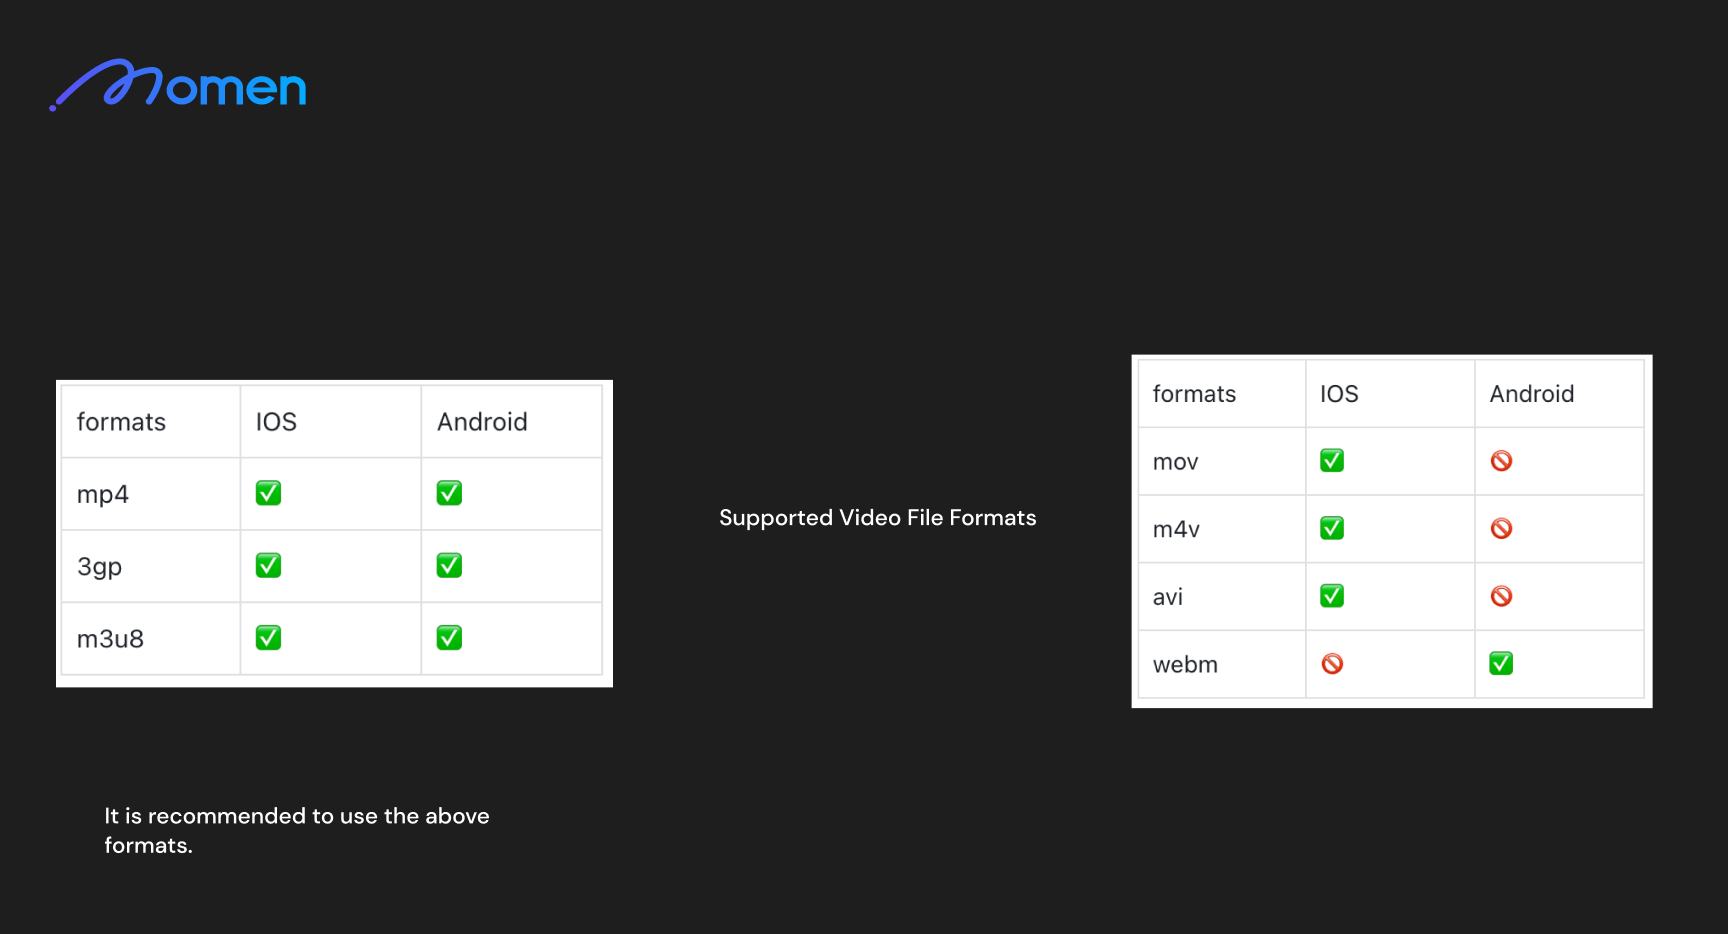 Momen
formats IOS Android
mp4 ✅ ✅
3gp ✅ ✅
m3u8 ✅ ✅
It is recommended to use the above
formats.
Supported Video File Formats
formats IOS Android
mov ✅ 🚫
m4v ✅ 🚫
avi ✅ 🚫
webm 🚫 ✅